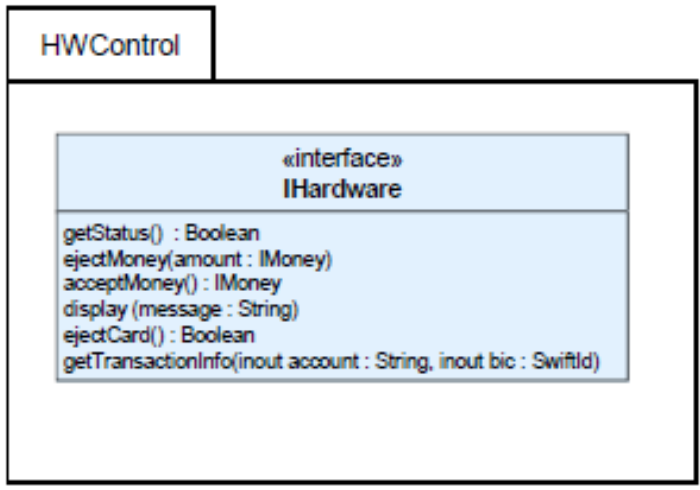 HWControl
«interface»
IHardware
getStatus() : Boolean
ejectMoney(amount : IMoney)
acceptMoney() : IMoney
display (message : String)
ejectCard() : Boolean
getTransactionInfo(inout account : String, inout bic : SwiftId)